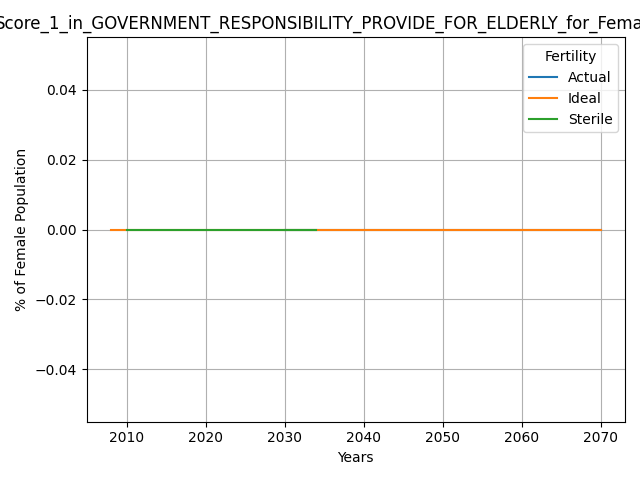 Score_1_in_GOVERNMENT_RESPONSIBILITY_PROVIDE_FOR_ELDERLY_for_Fema
Fertility
Actual
Ideal
Sterile
0.04
0.02
0.00
−0.02
−0.04
% of Female Population
2010 2020 2030 2040 2050 2060 2070
Years